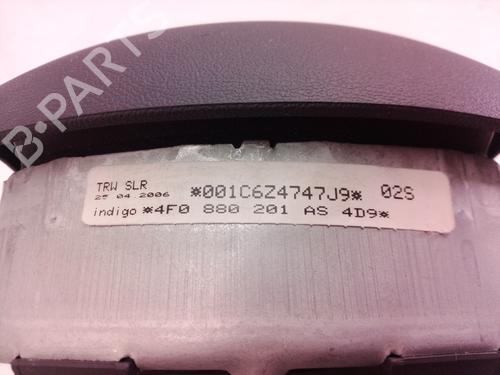 B-PARTS
TRW SLR *001C6Z4747J9* 02S
25 04.2006
indigo *4F0 880 201 AS 4D9*